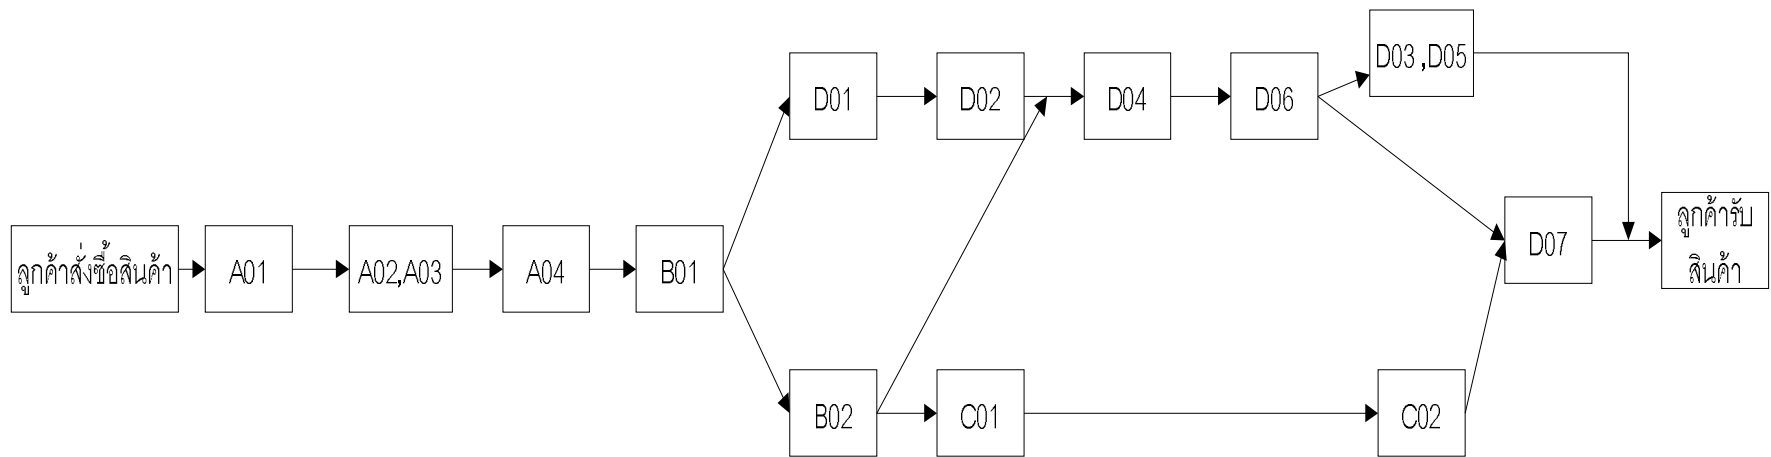 ลูกค้าสั่งซื้อสินค้า
A01
A02,A03
A04
B01
D01
D02
D04
D06
D03 ,D05
B02
C01
C02
D07
ลูกค้ารับ
สินค้า